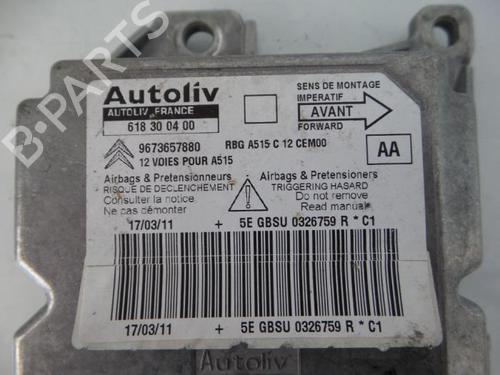 B-PARTS
Autoliv
AUTOLIV FRANCE
618 30 04 00
SENS DE MONTAGE
IMPERATIF
AVANT
FORWARD
9673657880
RBG A515 C 12 CEM00
12 VOIES POUR A515
AA
Airbags & Pretensionneurs
RISQUE DE DECLENCHEMENT
Consulter la notice
Ne pas démonter
Airbags & Pretensioners
TRIGGERING HASARD
Do not remove
Read manual
17/03/11 + 5E GBSU 0326759 R * C1
17/03/11 + 5E GBSU 0326759 R * C1
Autoliv